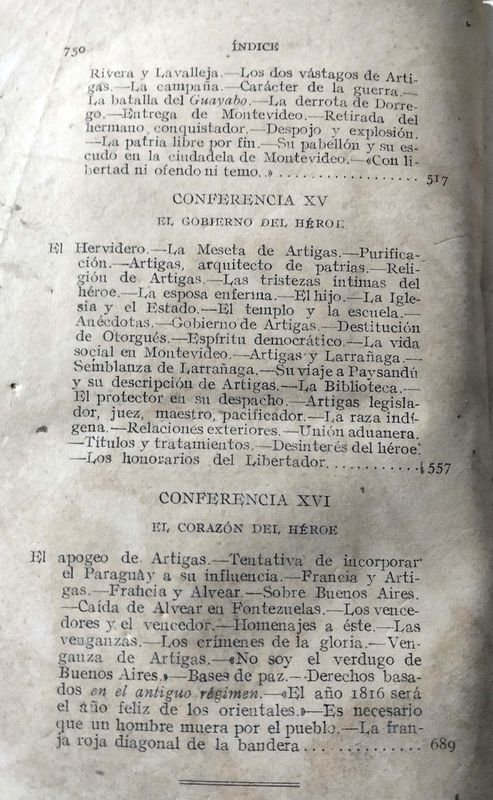 750 ÍNDICE
Rivera y Lavalleja.—Los dos vástagos de Arti-
gas.—La campaña.—Carácter de la guerra.—
La batalla del Guayabo.—La derrota de Dorre-
go.—Entrega de Montevideo.—Retirada del
hermano conquistador.—Despojo y explosión.
—La patria libre por fin.—Su pabellón y su es-
cudo en la ciudadela de Montevideo.—«Con li-
bertad ni ofendo ni temo..» . . . . . . . . . . . . . . . . . . 517
CONFERENCIA XV
EL GOBIERNO DEL HÉROE
El Hervidero.—La Meseta de Artigas.—Purifica-
ción.—Artigas, arquitecto de patrias.—Reli-
gión de Artigas.—Las tristezas íntimas del
héroe.—La esposa enferma.—El hijo.—La Igle-
sia y el Estado.—El templo y la escuela.—
Anécdotas.—Gobierno de Artigas.—Destitución
de Otorgués.—Espíritu democrático.—La vida
social en Montevideo.—Artigas y Larrañaga.—
Semblanza de Larrañaga.—Su viaje a Paysandú
y su descripción de Artigas.—La Biblioteca.—
El protector en su despacho.—Artigas legisla-
dor, juez, maestro, pacificador.—La raza indí-
gena.—Relaciones exteriores.—Unión aduanera.
—Títulos y tratamientos.—Desinterés del héroe.
—Los honorarios del Libertador. . . . . . . . . . . . 557
CONFERENCIA XVI
EL CORAZÓN DEL HÉROE
El apogeo de Artigas.—Tentativa de incorporar
el Paraguay a su influencia.—Francia y Arti-
gas.—Francia y Alvear.—Sobre Buenos Aires.
—Caída de Alvear en Fontezuelas.—Los vence-
dores y el vencedor.—Homenajes a éste.—Las
venganzas.—Los crímenes de la gloria.—Ven-
ganza de Artigas.—«No soy el verdugo de
Buenos Aires.»—Bases de paz.—Derechos basa-
dos en el antiguo régimen.—«El año 1816 será
el año feliz de los orientales.»—Es necesario
que un hombre muera por el pueblo.—La fran-
ja roja diagonal de la bandera . . . . . . . . . . . . . . 689